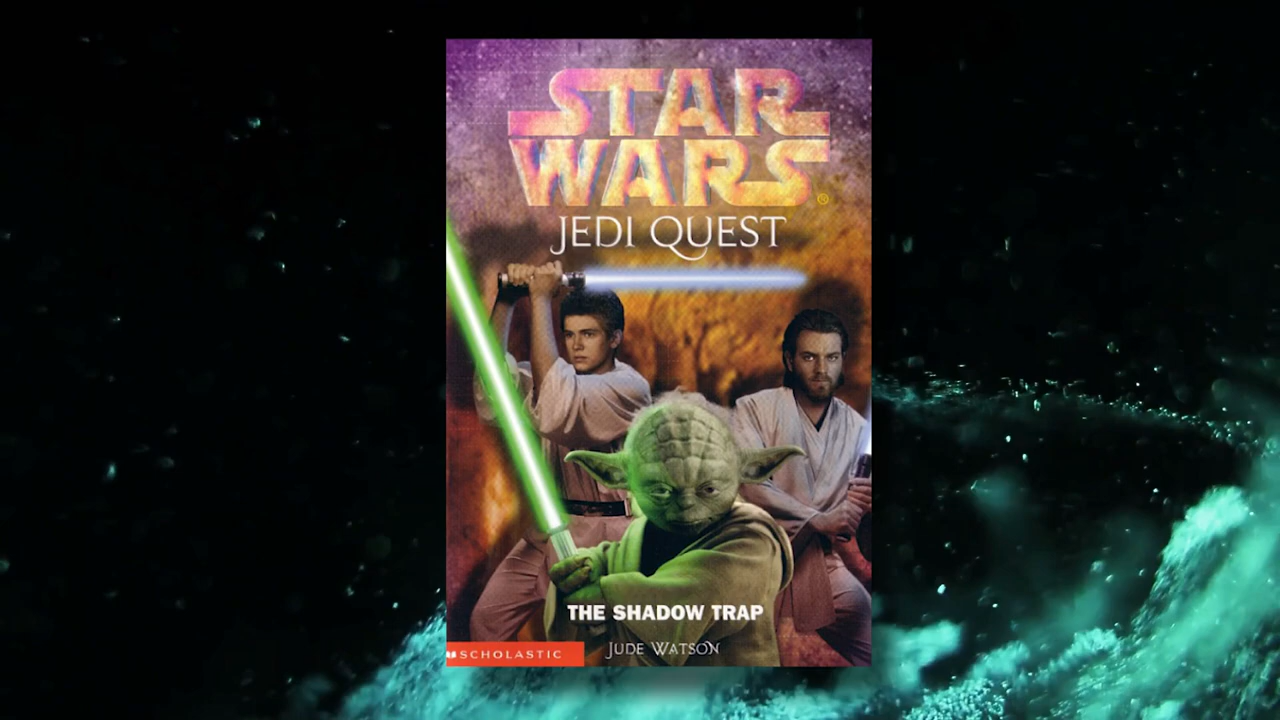 STAR
WARS®
JEDI QUEST
THE SHADOW TRAP
SCHOLASTIC
JUDE WATSON